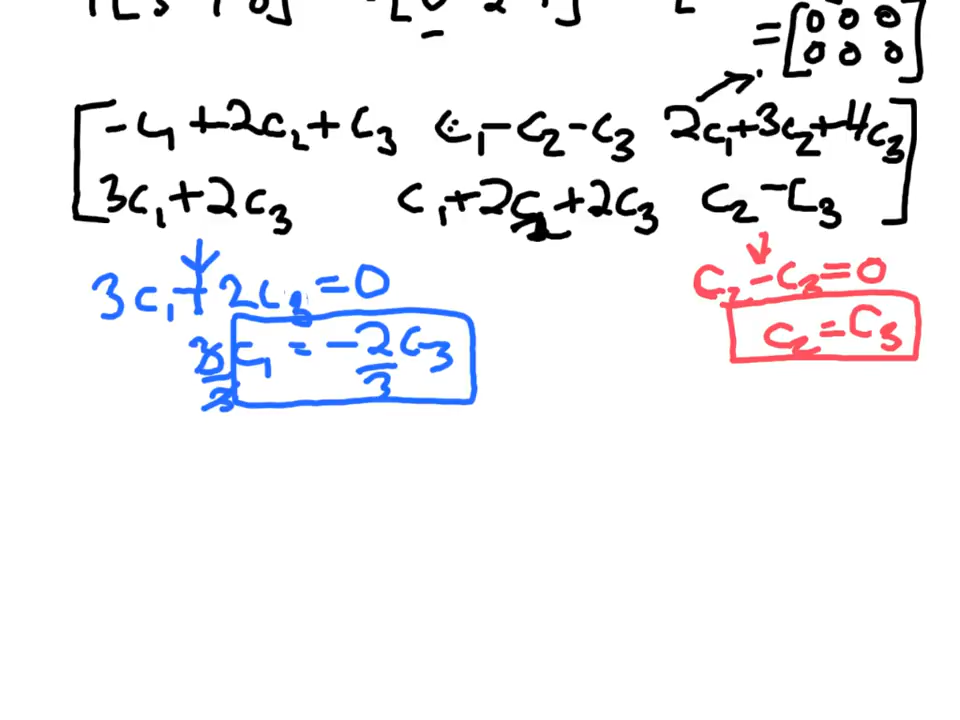 = [0 0 0
0 0 0]
[-c₁+2c₂+c₃ c₁-c₂-c₃ 2c₁+3c₂+4c₃
3c₁+2c₃ c₁+2c₂+2c₃ c₂-c₃]
3c₁+2c₃=0
c₂-c₃=0
c₁ = -2/3 c₃
c₂=c₃